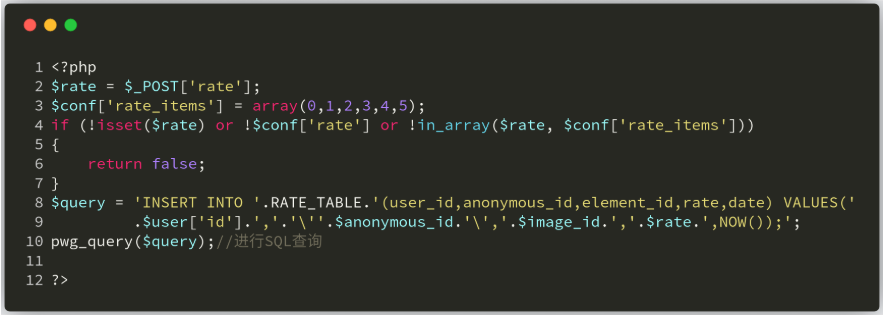 1 <?php
2 $rate = $_POST['rate'];
3 $conf['rate_items'] = array(0,1,2,3,4,5);
4 if (!isset($rate) or !$conf['rate'] or !in_array($rate, $conf['rate_items']))
5 {
6     return false;
7 }
8 $query = 'INSERT INTO '.RATE_TABLE.'(user_id,anonymous_id,element_id,rate,date) VALUES('
9          .$user['id'].','.'\''.$anonymous_id.'\','.$image_id.','.$rate.',NOW());';
10 pwg_query($query);//进行SQL查询
11
12 ?>